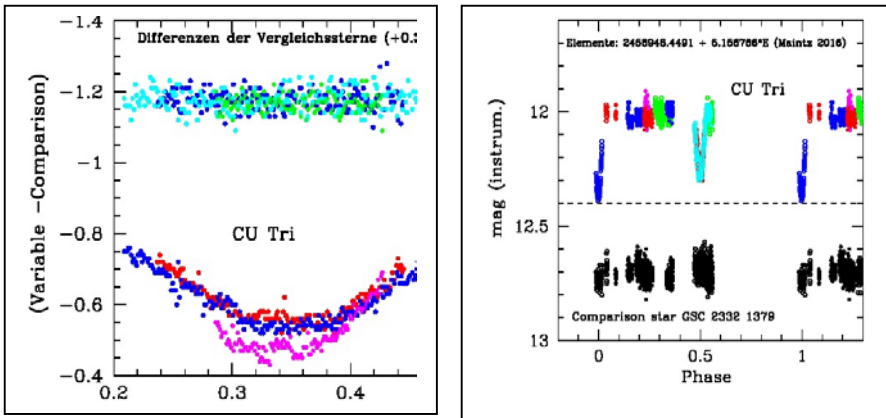 Differenzen der Vergleichssterne (+0.3
CU Tri
(Variable -Comparison)
-1.4
-1.2
-1
-0.8
-0.6
-0.4
0.2
0.3
0.4
Elemente: 2456945.4491 + 5.156766*E (Maintz 2016)
CU Tri
mag (instrum.)
12
12.5
13
Comparison star GSC 2332 1379
0
0.5
1
Phase